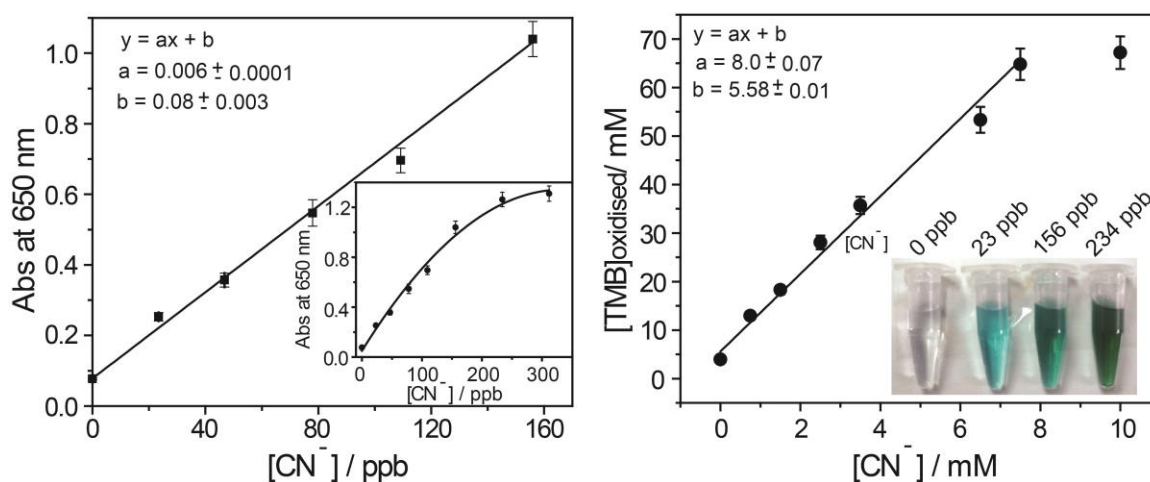 y = ax + b
a = 0.006 ± 0.0001
b = 0.08 ± 0.003
Abs at 650 nm
1.0
0.8
0.6
0.4
0.2
0.0
0
40
80
120
160
[CN⁻] / ppb
Abs at 650 nm
1.2
0.8
0.4
0.0
0
100
200
300
[CN⁻] / ppb
y = ax + b
a = 8.0 ± 0.07
b = 5.58 ± 0.01
[TMB]oxidised/ mM
70
60
50
40
30
20
10
0
0
2
4
6
8
10
[CN⁻] / mM
[CN⁻]
0 ppb
23 ppb
156 ppb
234 ppb